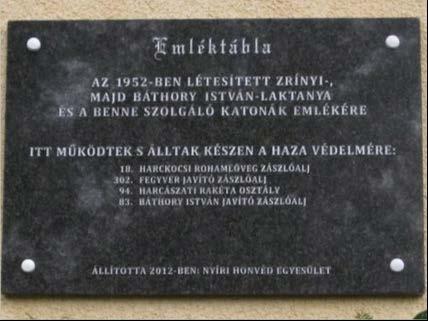 Emléktábla
AZ 1952-BEN LÉTESÍTETT ZRÍNYI-,
MAJD BÁTHORY ISTVÁN-LAKTANYA
ÉS A BENNE SZOLGÁLÓ KATONÁK EMLÉKÉRE
ITT MŰKÖDTEK S ÁLLTAK KÉSZEN A HAZA VÉDELMÉRE:
18. HARCKOCSI ROHAMLÖVEG ZÁSZLÓALJ
302. FEGYVER JAVÍTÓ ZÁSZLÓALJ
94. HARCÁSZATI RAKÉTA OSZTÁLY
83. BÁTHORY ISTVÁN JAVÍTÓ ZÁSZLÓALJ
ÁLLÍTOTTA 2012-BEN: NYÍRI HONVÉD EGYESÜLET